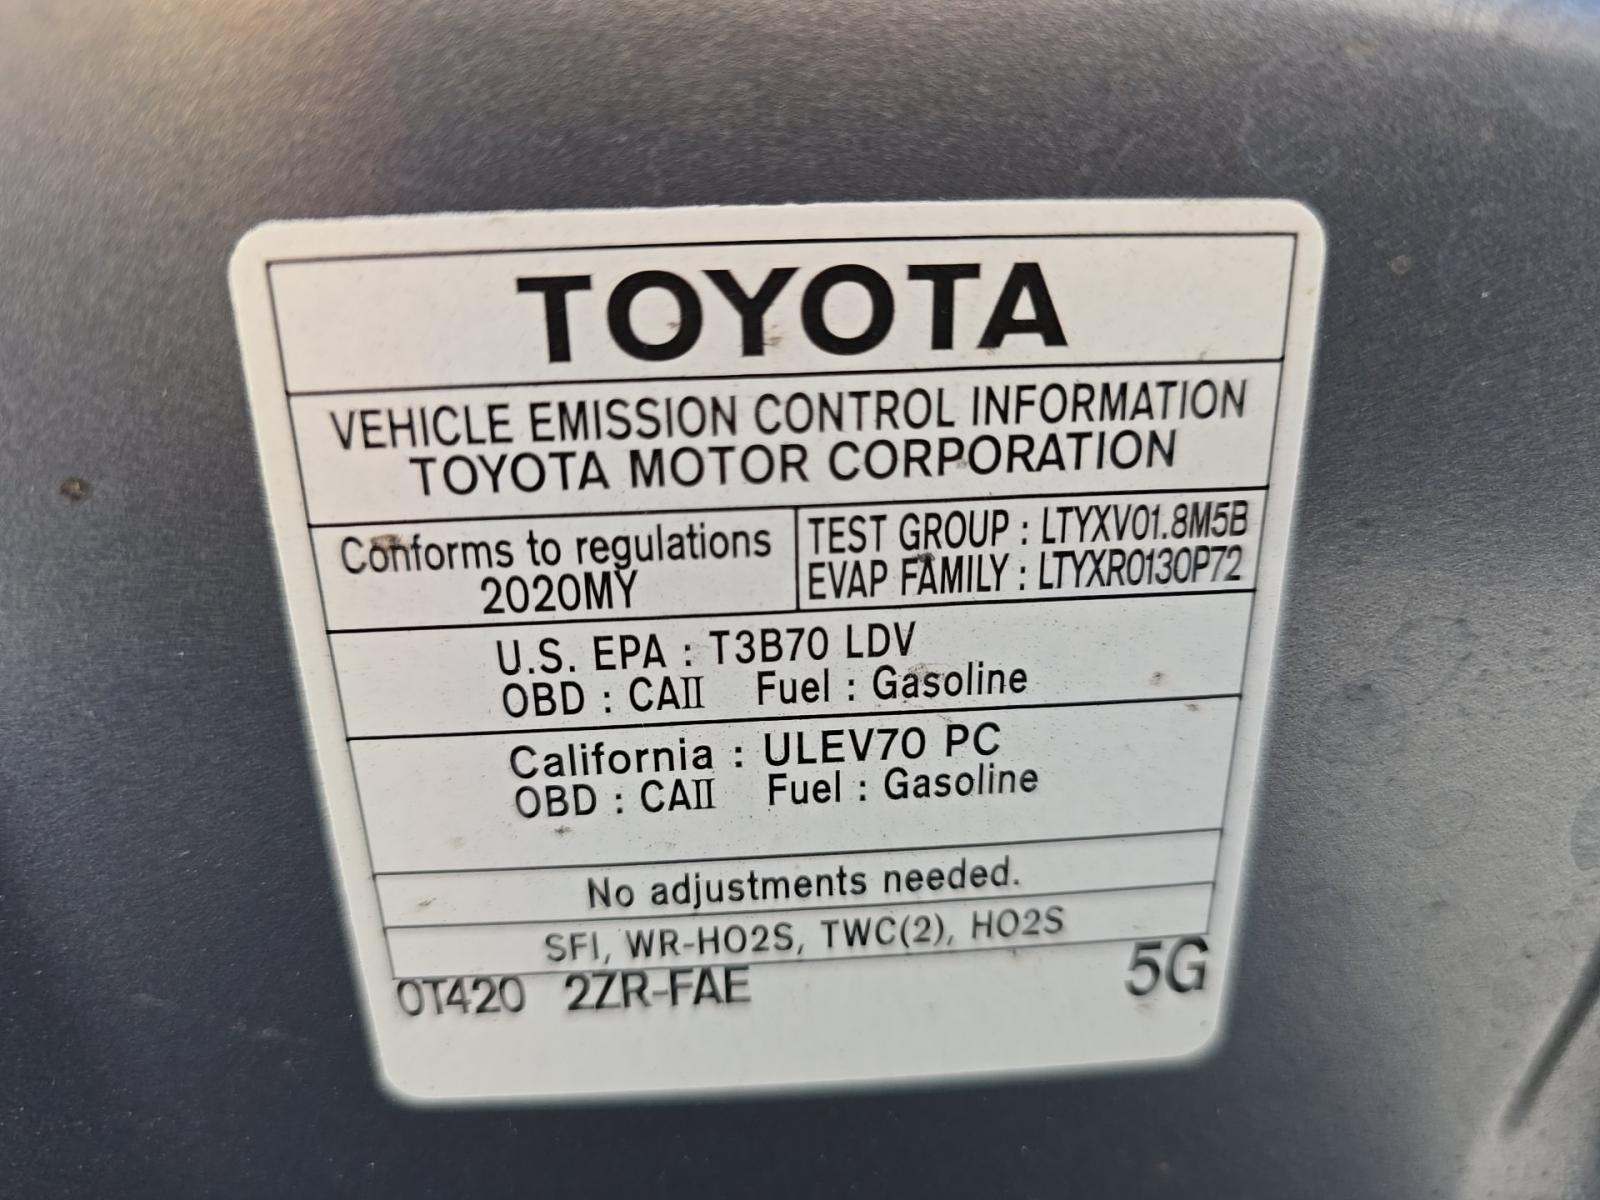 TOYOTA
VEHICLE EMISSION CONTROL INFORMATION
TOYOTA MOTOR CORPORATION
Conforms to regulations
2020MY
TEST GROUP : LTYXV01.8M5B
EVAP FAMILY : LTYXR0130P72
U.S. EPA : T3B70 LDV
OBD : CAII Fuel : Gasoline
California : ULEV70 PC
OBD : CAII Fuel : Gasoline
No adjustments needed.
SFI, WR-HO2S, TWC(2), HO2S
0T420 2ZR-FAE 5G